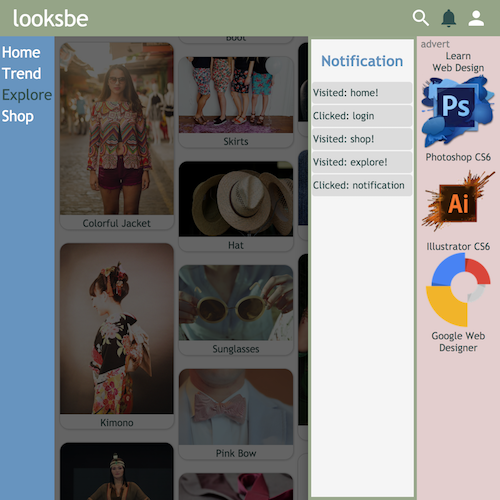 looksbe
Home
Trend
Explore
Shop
Boot
Colorful Jacket
Skirts
Hat
Kimono
Sunglasses
Pink Bow
Notification
Visited: home!
Clicked: login
Visited: shop!
Visited: explore!
Clicked: notification
advert
Learn
Web Design
Ps
Photoshop CS6
Ai
Illustrator CS6
Google Web
Designer